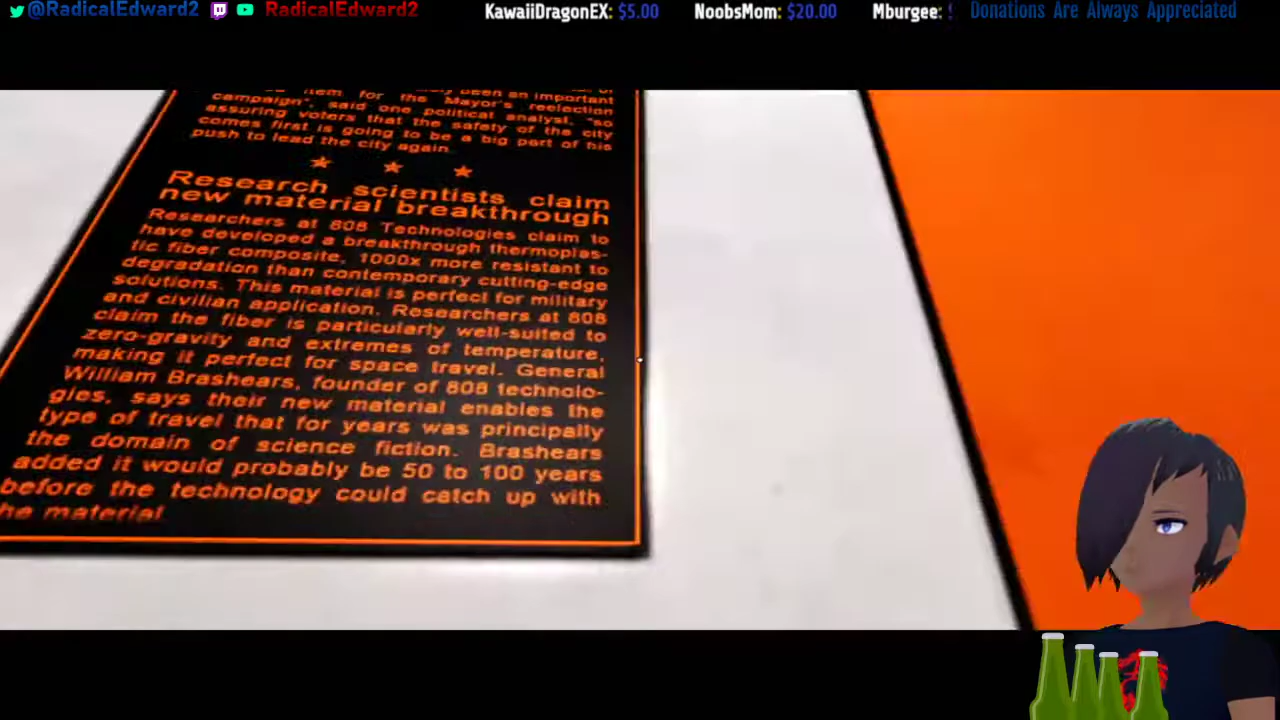 @RadicalEdward2 RadicalEdward2 KawaiiDragonEX: $5.00 NoobsMom: $20.00 Mburgee: Donations Are Always Appreciated
item for the Mayor's reelection
campaign", said one political analyst, "so
assuring voters that the safety of the city
comes first is going to be a big part of his
push to lead the city again.
Research scientists claim
new material breakthrough
Researchers at 808 Technologies claim to
have developed a breakthrough thermoplas-
tic fiber composite, 1000x more resistant to
degradation than contemporary cutting-edge
solutions. This material is perfect for military
and civilian application. Researchers at 808
claim the fiber is particularly well-suited to
zero-gravity and extremes of temperature,
making it perfect for space travel. General
William Brashears, founder of 808 technolo-
gies, says their new material enables the
type of travel that for years was principally
the domain of science fiction. Brashears
added it would probably be 50 to 100 years
before the technology could catch up with
he material